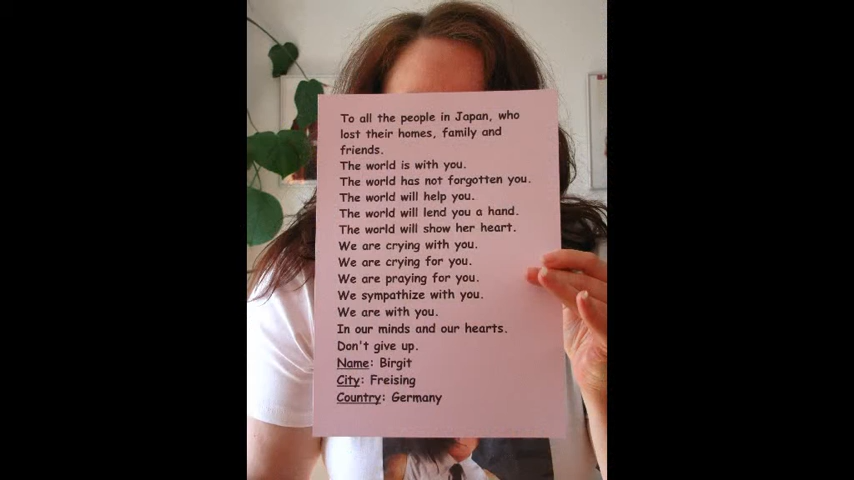 To all the people in Japan, who
lost their homes, family and
friends.
The world is with you.
The world has not forgotten you.
The world will help you.
The world will lend you a hand.
The world will show her heart.
We are crying with you.
We are crying for you.
We are praying for you.
We sympathize with you.
We are with you.
In our minds and our hearts.
Don't give up.
Name: Birgit
City: Freising
Country: Germany